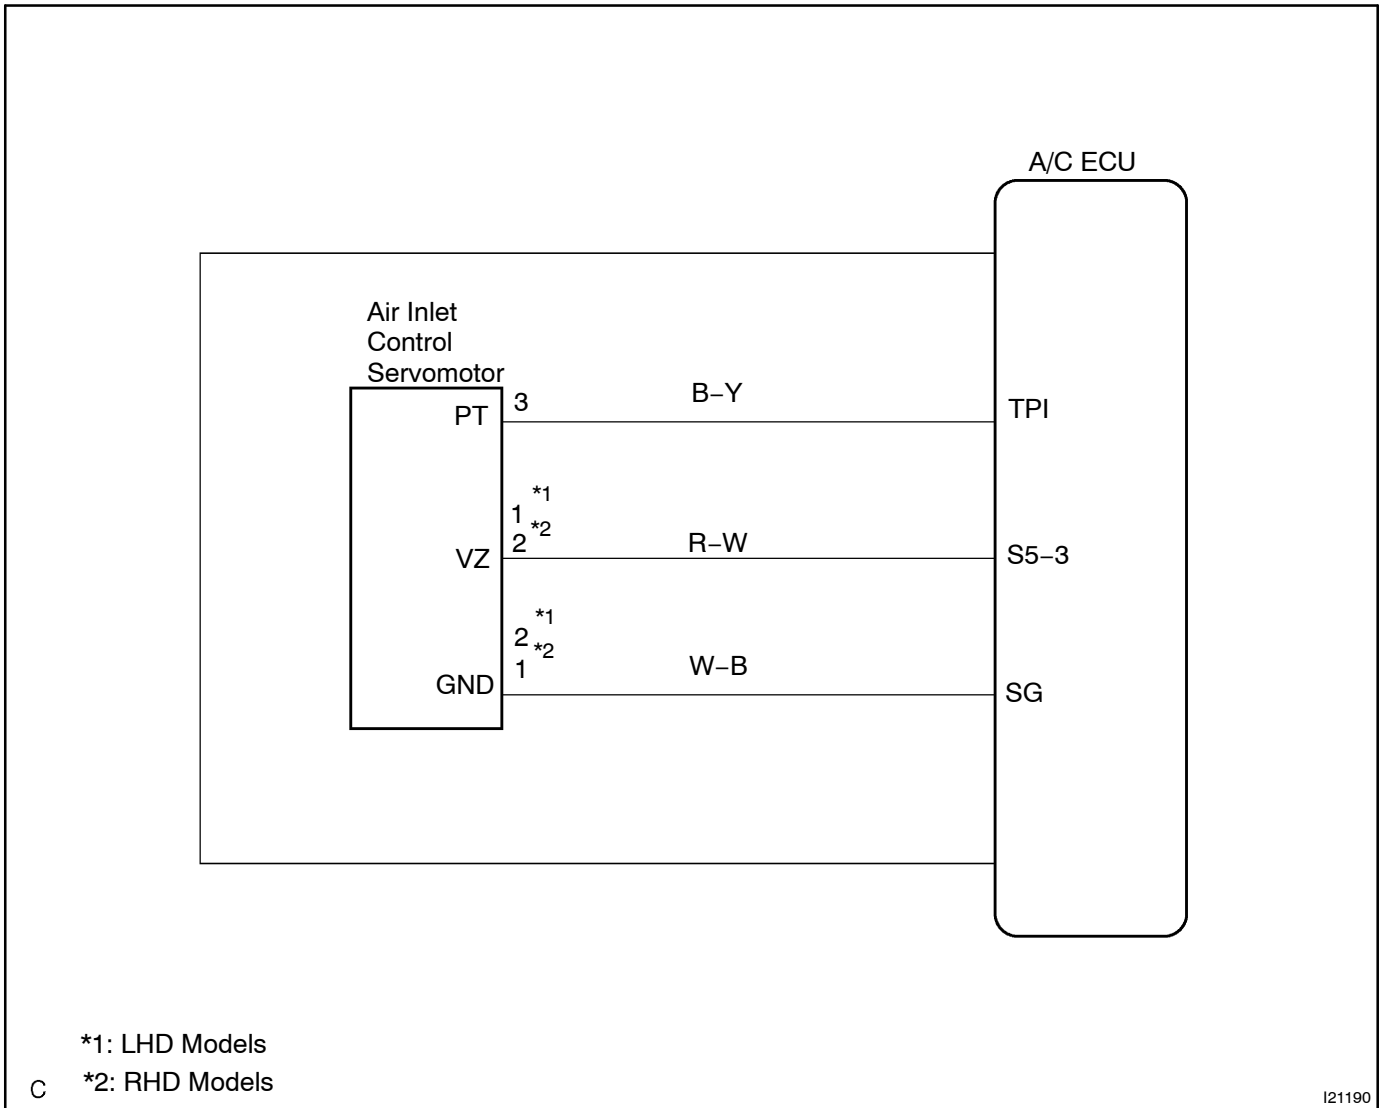 A/C ECU
Air Inlet
Control
Servomotor
PT
3
B–Y
TPI
1 *1
2 *2
VZ
R–W
S5–3
2 *1
1 *2
GND
W–B
SG
*1: LHD Models
*2: RHD Models
C
I21190